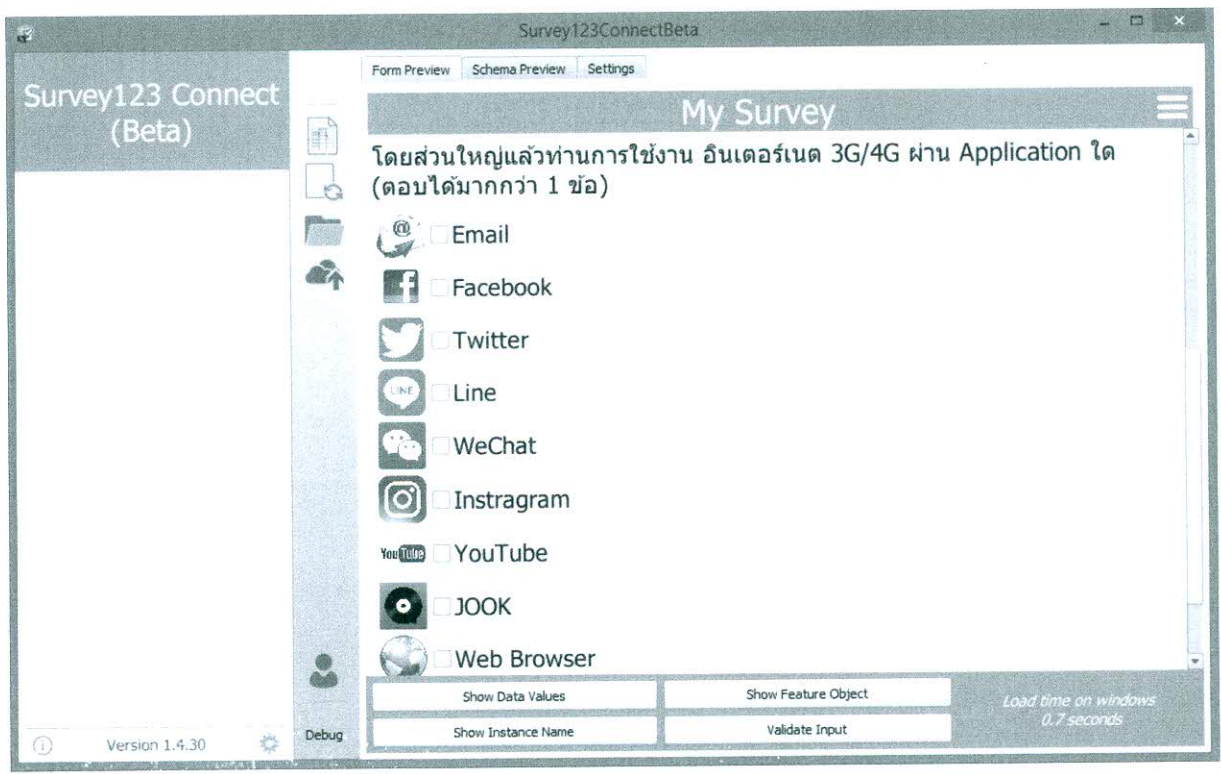 Survey123ConnectBeta
Survey123 Connect
(Beta)
Form Preview Schema Preview Settings
My Survey
โดยส่วนใหญ่แล้วท่านการใช้งาน อินเตอร์เนต 3G/4G ผ่าน Application ใด
(ตอบได้มากกว่า 1 ข้อ)
@ Email
f Facebook
Twitter
LINE Line
WeChat
Instragram
YouTube YouTube
JOOK
Web Browser
Show Data Values Show Feature Object
Load time on windows
0.7 seconds
Show Instance Name Validate Input
Version 1.4.30
Debug